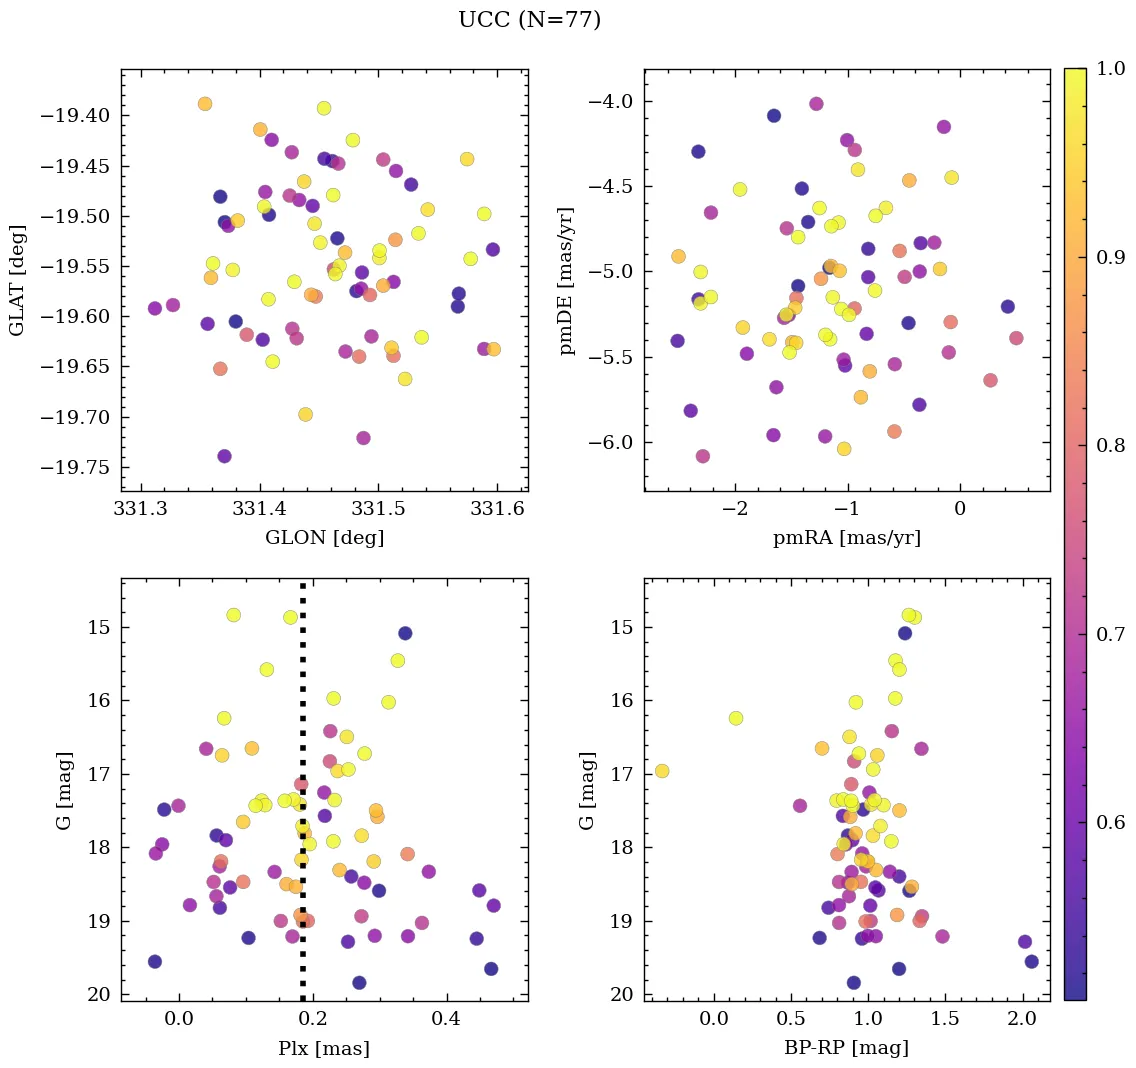 UCC (N=77)
−19.40
−19.45
−19.50
−19.55
−19.60
−19.65
−19.70
−19.75
GLAT [deg]
331.3 331.4 331.5 331.6
GLON [deg]
−4.0
−4.5
−5.0
−5.5
−6.0
pmDE [mas/yr]
−2 −1 0
pmRA [mas/yr]
15
16
17
18
19
20
G [mag]
0.0 0.2 0.4
Plx [mas]
15
16
17
18
19
20
G [mag]
0.0 0.5 1.0 1.5 2.0
BP-RP [mag]
1.0
0.9
0.8
0.7
0.6